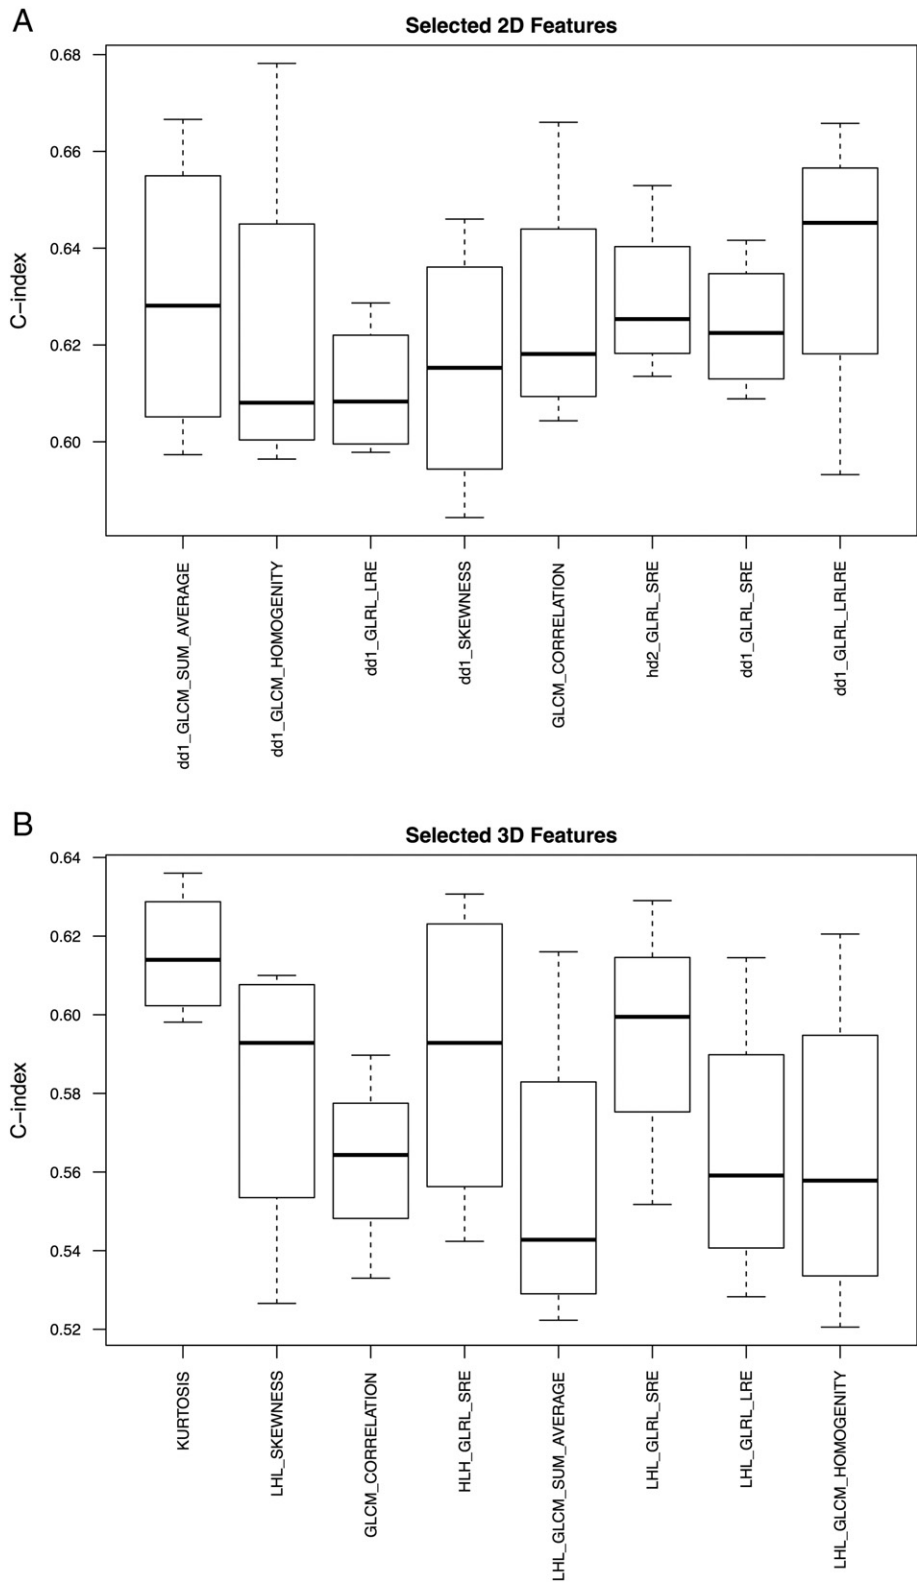 A
Selected 2D Features
C-index
0.68
0.66
0.64
0.62
0.60
dd1_GLCM_SUM_AVERAGE
dd1_GLCM_HOMOGENITY
dd1_GLRL_LRE
dd1_SKEWNESS
GLCM_CORRELATION
hd2_GLRL_SRE
dd1_GLRL_SRE
dd1_GLRL_LRLRE
B
Selected 3D Features
C-index
0.64
0.62
0.60
0.58
0.56
0.54
0.52
KURTOSIS
LHL_SKEWNESS
GLCM_CORRELATION
HLH_GLRL_SRE
LHL_GLCM_SUM_AVERAGE
LHL_GLRL_SRE
LHL_GLRL_LRE
LHL_GLCM_HOMOGENITY